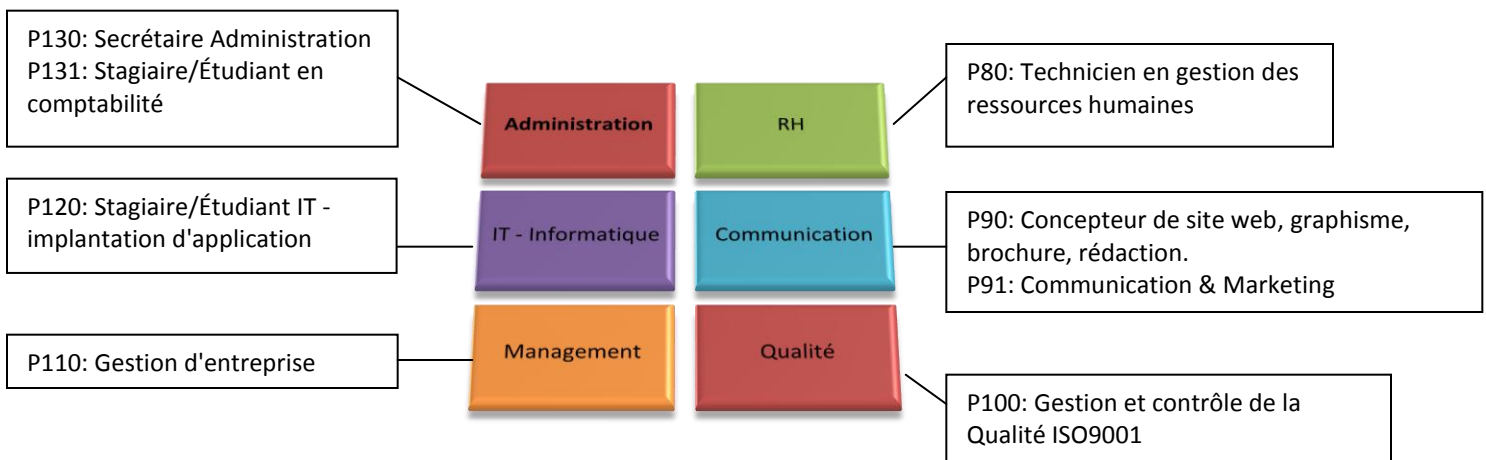 P130: Secrétaire Administration
P131: Stagiaire/Étudiant en
comptabilité
Administration
RH
P80: Technicien en gestion des
ressources humaines
P120: Stagiaire/Étudiant IT -
implantation d'application
IT - Informatique
Communication
P90: Concepteur de site web, graphisme,
brochure, rédaction.
P91: Communication & Marketing
P110: Gestion d'entreprise
Management
Qualité
P100: Gestion et contrôle de la
Qualité ISO9001